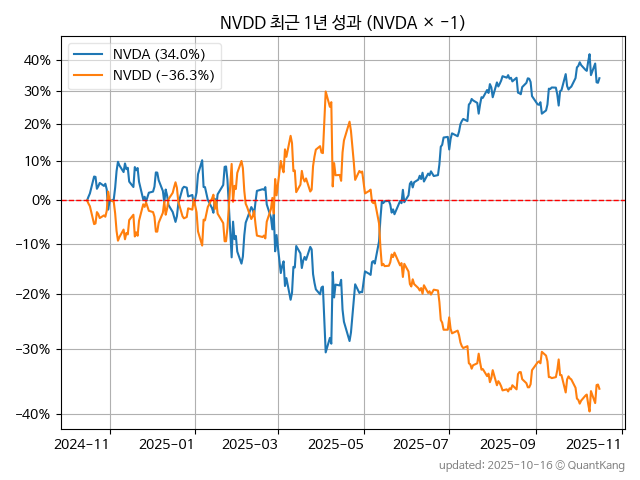 NVDD 최근 1년 성과 (NVDA × -1)
NVDA (34.0%)
NVDD (-36.3%)
40%
30%
20%
10%
0%
-10%
-20%
-30%
-40%
2024-11 2025-01 2025-03 2025-05 2025-07 2025-09 2025-11
updated: 2025-10-16 © QuantKang